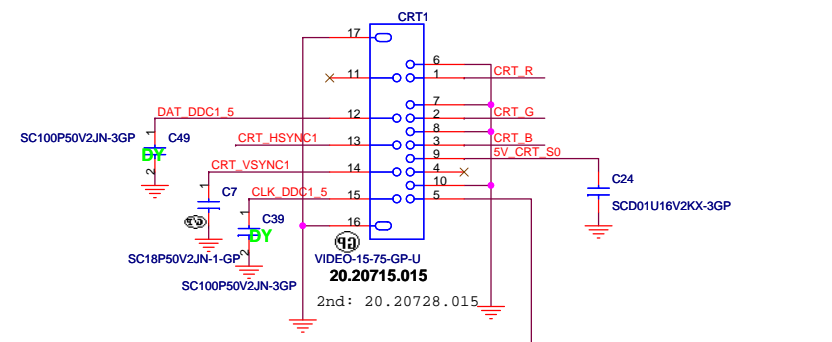 CRT1
17
6
11
1
CRT_R
7
DAT_DDC1_5
12
2
CRT_G
8
SC100P50V2JN-3GP
1
C49
DY
2
CRT_HSYNC1
13
3
CRT_B
9
5V_CRT_S0
CRT_VSYNC1
14
4
1
C7
10
C24
CLK_DDC1_5
15
5
SCD01U16V2KX-3GP
1
C39
DY
2
16
GP
GP
SC18P50V2JN-1-GP
VIDEO-15-75-GP-U
20.20715.015
SC100P50V2JN-3GP
2nd: 20.20728.015